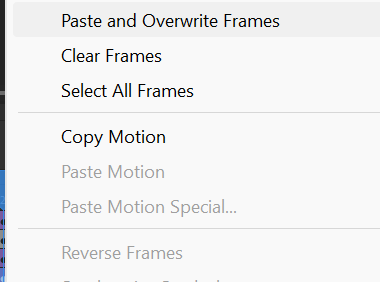 Paste and Overwrite Frames
Clear Frames
Select All Frames
Copy Motion
Paste Motion
Paste Motion Special...
Reverse Frames